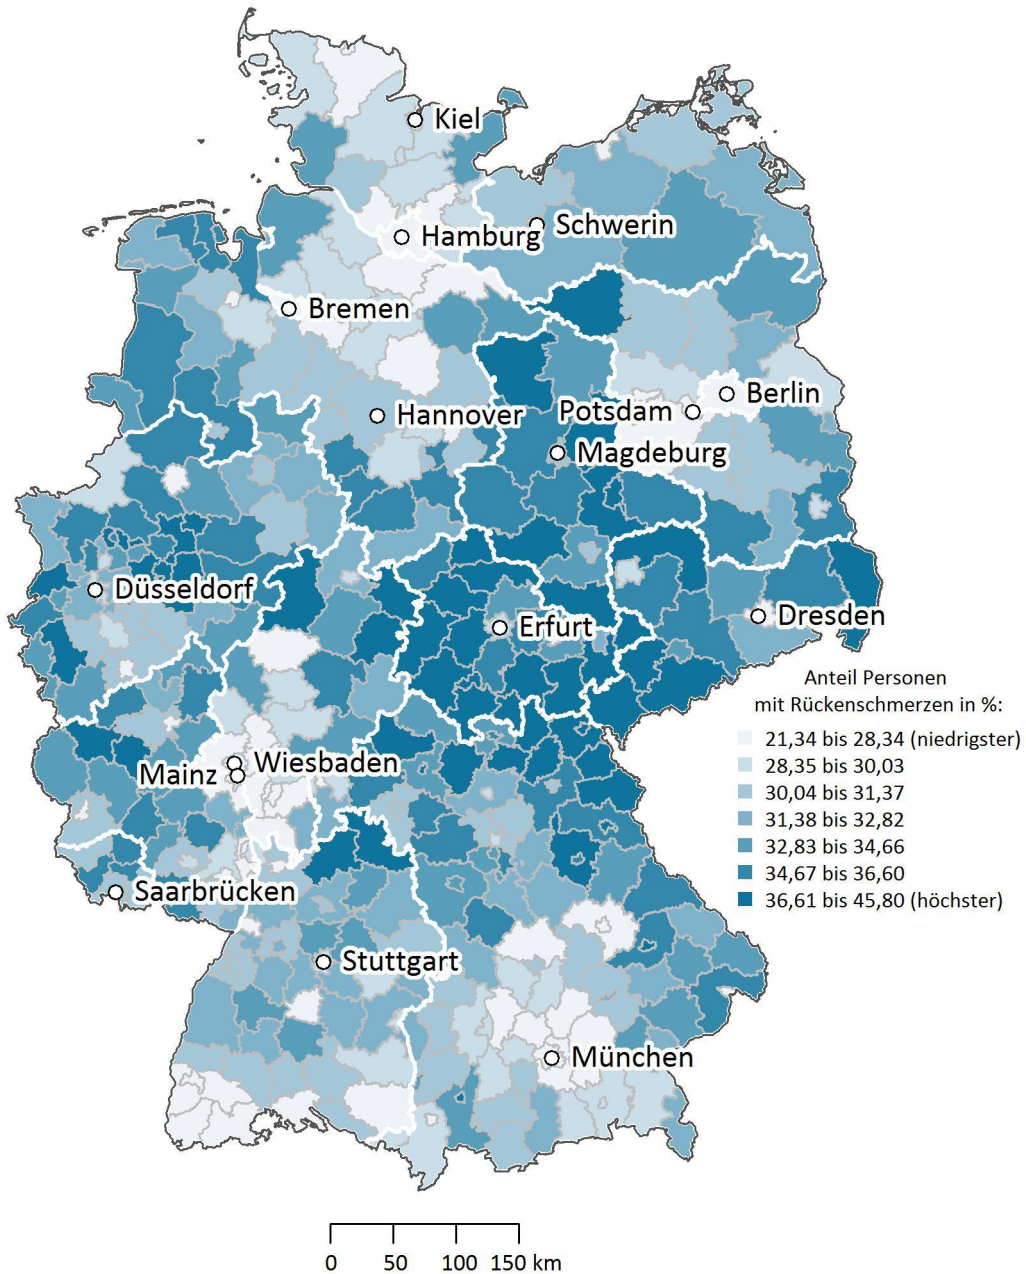 Kiel
Schwerin
Hamburg
Bremen
Berlin
Hannover
Potsdam
Magdeburg
Düsseldorf
Erfurt
Dresden
Anteil Personen
mit Rückenschmerzen in %:
21,34 bis 28,34 (niedrigster)
28,35 bis 30,03
30,04 bis 31,37
31,38 bis 32,82
32,83 bis 34,66
34,67 bis 36,60
36,61 bis 45,80 (höchster)
Wiesbaden
Mainz
Saarbrücken
Stuttgart
München
0 50 100 150 km